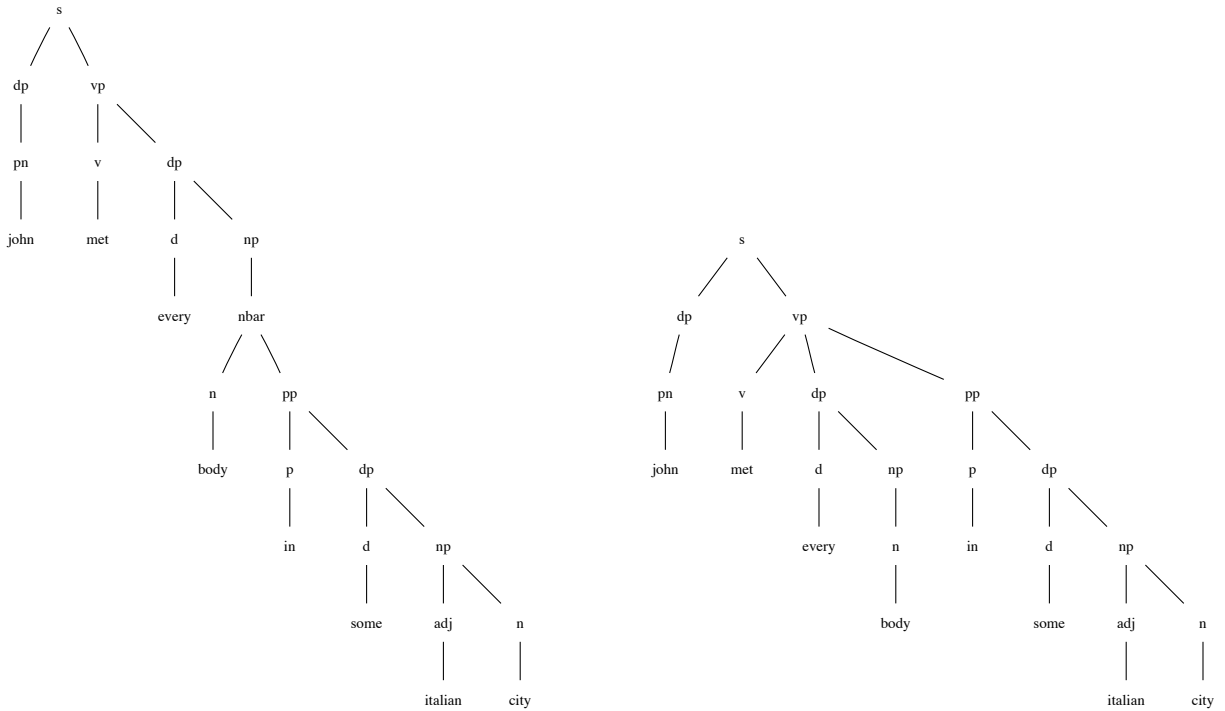 s
dp vp
pn v dp
john met d np s
every nbar dp vp
n pp pn v dp pp
body p dp john met d np p dp
in d np every n in d np
some adj n body some adj n
italian city italian city